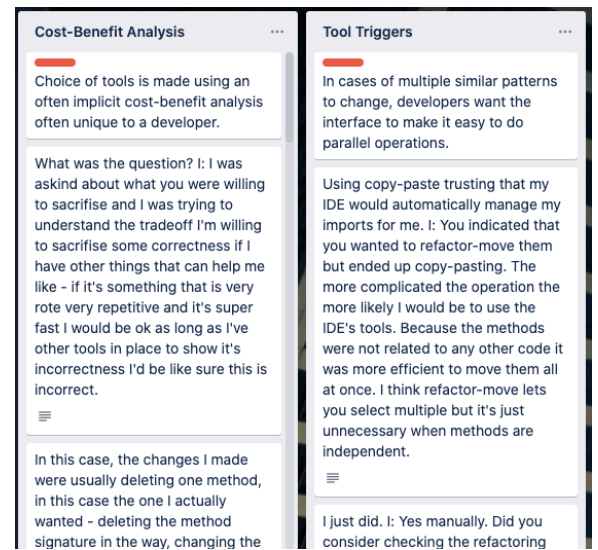 Cost-Benefit Analysis
Choice of tools is made using an
often implicit cost-benefit analysis
often unique to a developer.
What was the question? I: I was
askind about what you were willing
to sacrifise and I was trying to
understand the tradeoff I'm willing
to sacrifise some correctness if I
have other things that can help me
like - if it's something that is very
rote very repetitive and it's super
fast I would be ok as long as I've
other tools in place to show it's
incorrectness I'd be like sure this is
incorrect.
In this case, the changes I made
were usually deleting one method,
in this case the one I actually
wanted - deleting the method
signature in the way, changing the
Tool Triggers
In cases of multiple similar patterns
to change, developers want the
interface to make it easy to do
parallel operations.
Using copy-paste trusting that my
IDE would automatically manage my
imports for me. I: You indicated that
you wanted to refactor-move them
but ended up copy-pasting. The
more complicated the operation the
more likely I would be to use the
IDE's tools. Because the methods
were not related to any other code it
was more efficient to move them all
at once. I think refactor-move lets
you select multiple but it's just
unnecessary when methods are
independent.
I just did. I: Yes manually. Did you
consider checking the refactoring